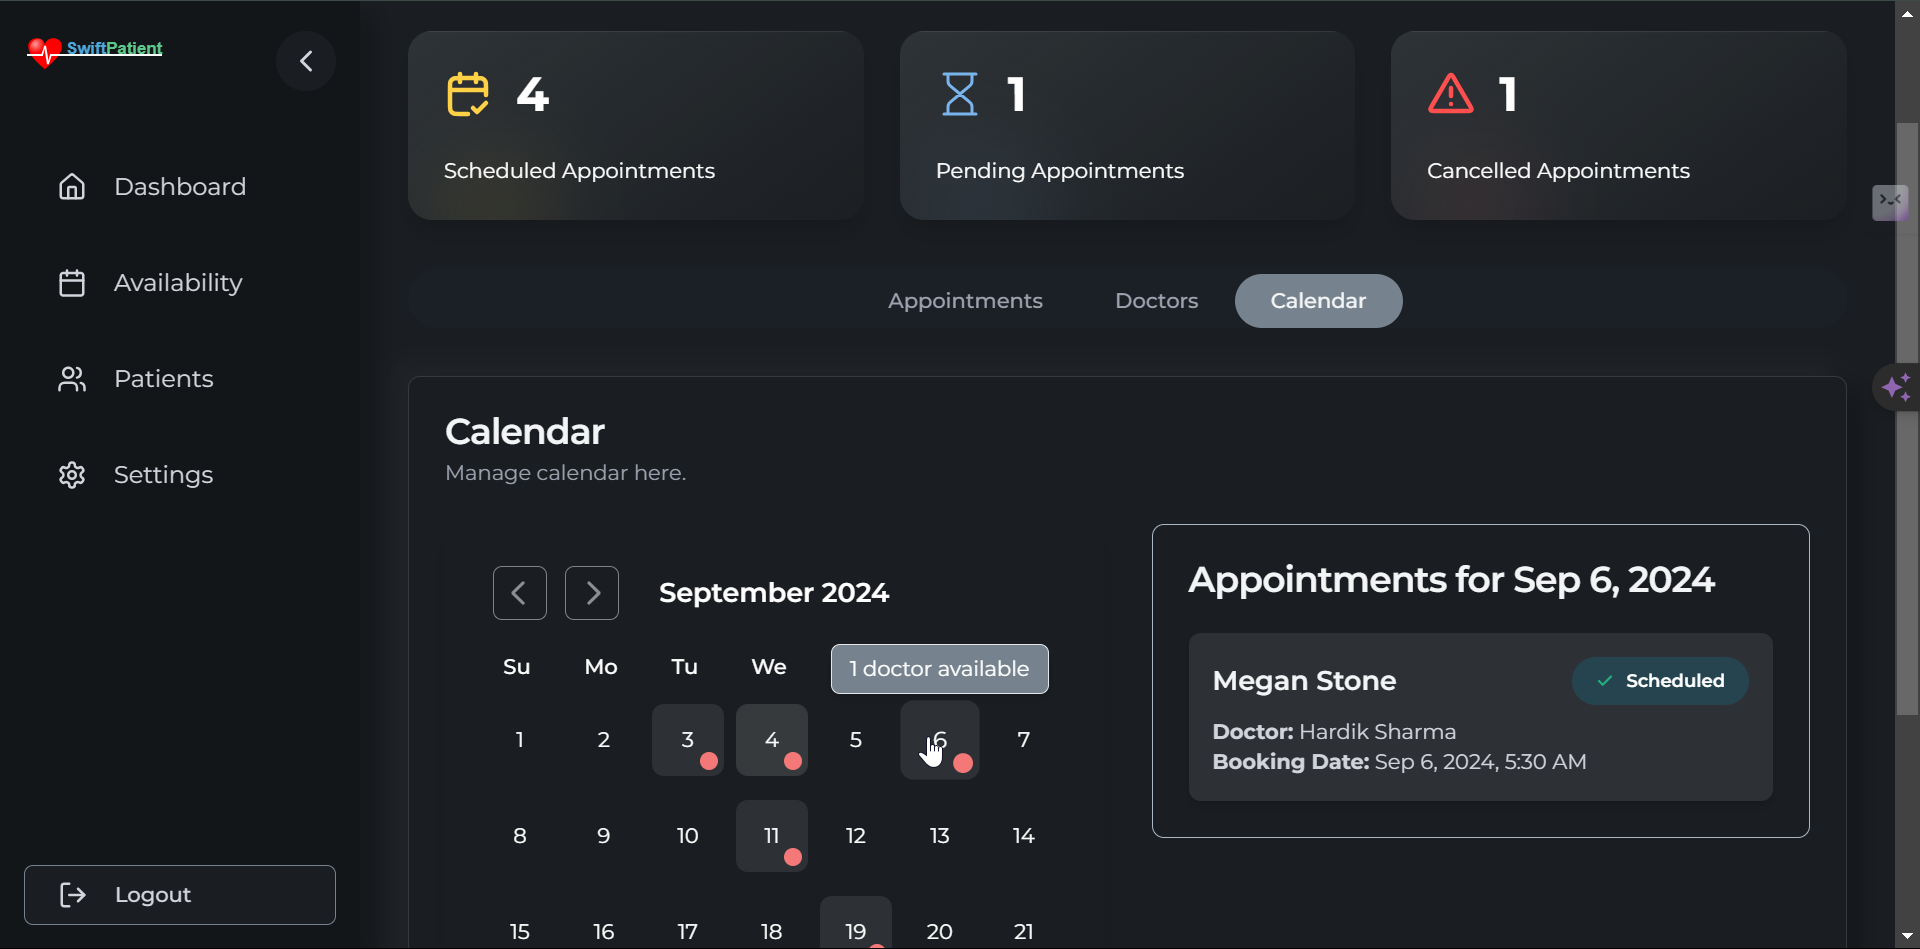 SwiftPatient
Dashboard
Availability
Patients
Settings
Logout
4
Scheduled Appointments
1
Pending Appointments
1
Cancelled Appointments
Appointments
Doctors
Calendar
Calendar
Manage calendar here.
September 2024
Su Mo Tu We
1 doctor available
1 2 3 4 5 6 7
8 9 10 11 12 13 14
15 16 17 18 19 20 21
Appointments for Sep 6, 2024
Megan Stone
Scheduled
Doctor: Hardik Sharma
Booking Date: Sep 6, 2024, 5:30 AM